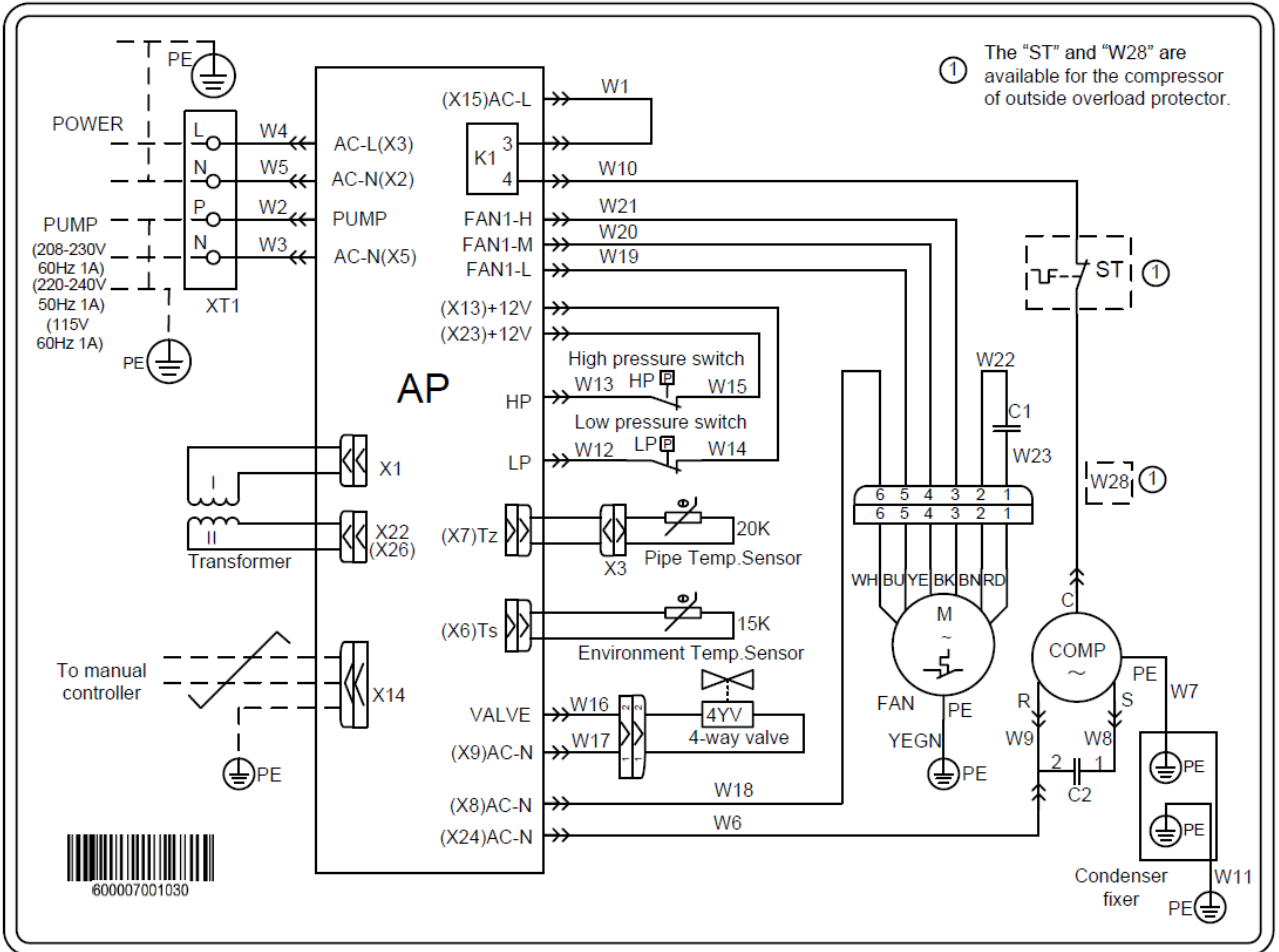 PE
POWER
L
W4
AC-L(X3)
N
W5
AC-N(X2)
P
W2
PUMP
N
W3
AC-N(X5)
XT1
PUMP
(208-230V
60Hz 1A)
(220-240V
50Hz 1A)
(115V
60Hz 1A)
PE
AP
I
X1
II
X22
(X26)
Transformer
To manual
controller
X14
PE
600007001030
(X15)AC-L
W1
K1
3
4
W10
FAN1-H
W21
FAN1-M
W20
FAN1-L
W19
(X13)+12V
(X23)+12V
High pressure switch
HP
W13
HP
P
W15
Low pressure switch
LP
W12
LP
P
W14
(X7)Tz
X3
θ
20K
Pipe Temp.Sensor
(X6)Ts
θ
15K
Environment Temp.Sensor
VALVE
W16
2
2
4YV
(X9)AC-N
W17
1
1
4-way valve
(X8)AC-N
W18
(X24)AC-N
W6
1
The “ST” and “W28” are
available for the compressor
of outside overload protector.
ST
1
W22
C1
W23
W28
1
6 5 4 3 2 1
6 5 4 3 2 1
WH BU YE BK BN RD
M
~
FAN
PE
YEGN
PE
C
COMP
~
PE
R
S
W7
W9
W8
2
1
C2
PE
PE
Condenser
fixer
W11
PE